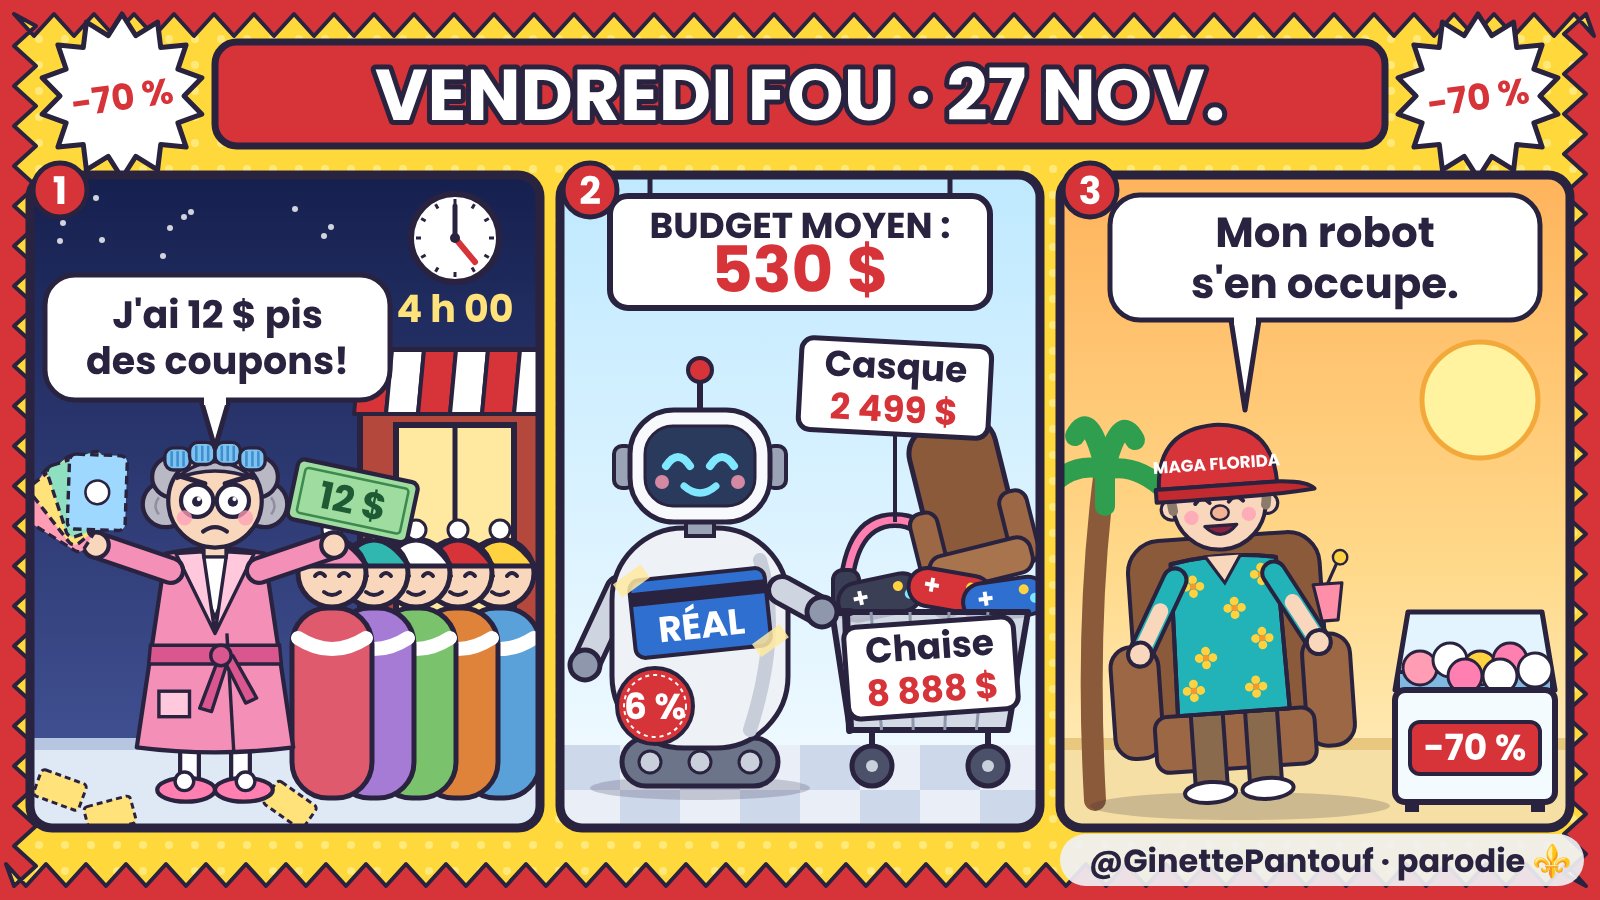 -70 %
VENDREDI FOU · 27 NOV.
-70 %
1
4 h 00
J'ai 12 $ pis
des coupons!
12 $
2
BUDGET MOYEN :
530 $
Casque
2 499 $
RÉAL
6 %
Chaise
8 888 $
3
Mon robot
s'en occupe.
MAGA FLORIDA
-70 %
@GinettePantouf · parodie